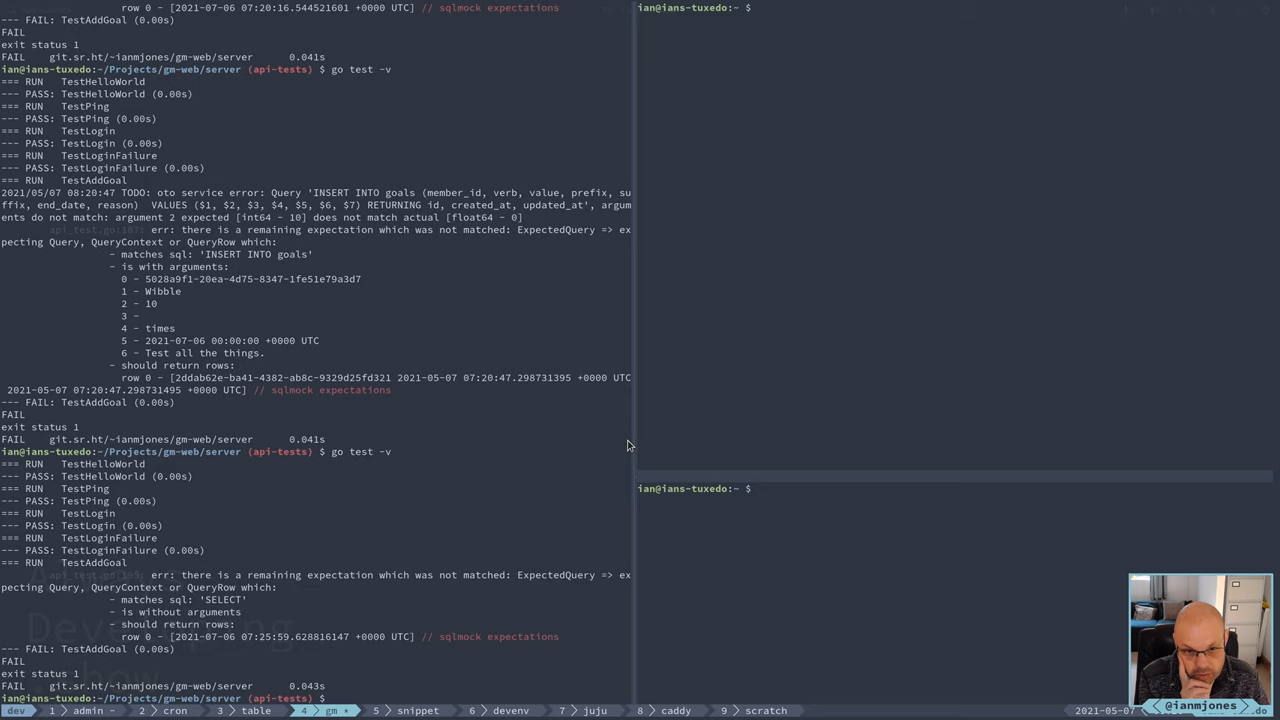 row 0 - [2021-07-06 07:20:16.544521601 +0000 UTC] // sqlmock expectations
--- FAIL: TestAddGoal (0.00s)
FAIL
exit status 1
FAIL    git.sr.ht/~ianmjones/gm-web/server      0.041s
ian@ians-tuxedo:~/Projects/gm-web/server (api-tests) $ go test -v
=== RUN   TestHelloWorld
--- PASS: TestHelloWorld (0.00s)
=== RUN   TestPing
--- PASS: TestPing (0.00s)
=== RUN   TestLogin
--- PASS: TestLogin (0.00s)
=== RUN   TestLoginFailure
--- PASS: TestLoginFailure (0.00s)
=== RUN   TestAddGoal
2021/05/07 08:20:47 TODO: oto service error: Query 'INSERT INTO goals (member_id, verb, value, prefix, su
ffix, end_date, reason)  VALUES ($1, $2, $3, $4, $5, $6, $7) RETURNING id, created_at, updated_at', argum
ents do not match: argument 2 expected [int64 - 10] does not match actual [float64 - 0]
api_test.go:187: err: there is a remaining expectation which was not matched: ExpectedQuery => ex
pecting Query, QueryContext or QueryRow which:
- matches sql: 'INSERT INTO goals'
- is with arguments:
0 - 5028a9f1-20ea-4d75-8347-1fe51e79a3d7
1 - Wibble
2 - 10
3 -
4 - times
5 - 2021-07-06 00:00:00 +0000 UTC
6 - Test all the things.
- should return rows:
row 0 - [2ddab62e-ba41-4382-ab8c-9329d25fd321 2021-05-07 07:20:47.298731395 +0000 UTC
2021-05-07 07:20:47.298731495 +0000 UTC] // sqlmock expectations
--- FAIL: TestAddGoal (0.00s)
FAIL
exit status 1
FAIL    git.sr.ht/~ianmjones/gm-web/server      0.041s
ian@ians-tuxedo:~/Projects/gm-web/server (api-tests) $ go test -v
=== RUN   TestHelloWorld
--- PASS: TestHelloWorld (0.00s)
=== RUN   TestPing
--- PASS: TestPing (0.00s)
=== RUN   TestLogin
--- PASS: TestLogin (0.00s)
=== RUN   TestLoginFailure
--- PASS: TestLoginFailure (0.00s)
=== RUN   TestAddGoal
api_test.go:195: err: there is a remaining expectation which was not matched: ExpectedQuery => ex
pecting Query, QueryContext or QueryRow which:
- matches sql: 'SELECT'
- is without arguments
- should return rows:
row 0 - [2021-07-06 07:25:59.628816147 +0000 UTC] // sqlmock expectations
--- FAIL: TestAddGoal (0.00s)
FAIL
exit status 1
FAIL    git.sr.ht/~ianmjones/gm-web/server      0.043s
ian@ians-tuxedo:~/Projects/gm-web/server (api-tests) $
ian@ians-tuxedo:~ $
ian@ians-tuxedo:~ $
dev 1 admin - 2 cron 3 table 4 gm * 5 snippet 6 devenv 7 juju 8 caddy 9 scratch 2021-05-07
<@ianmjones>